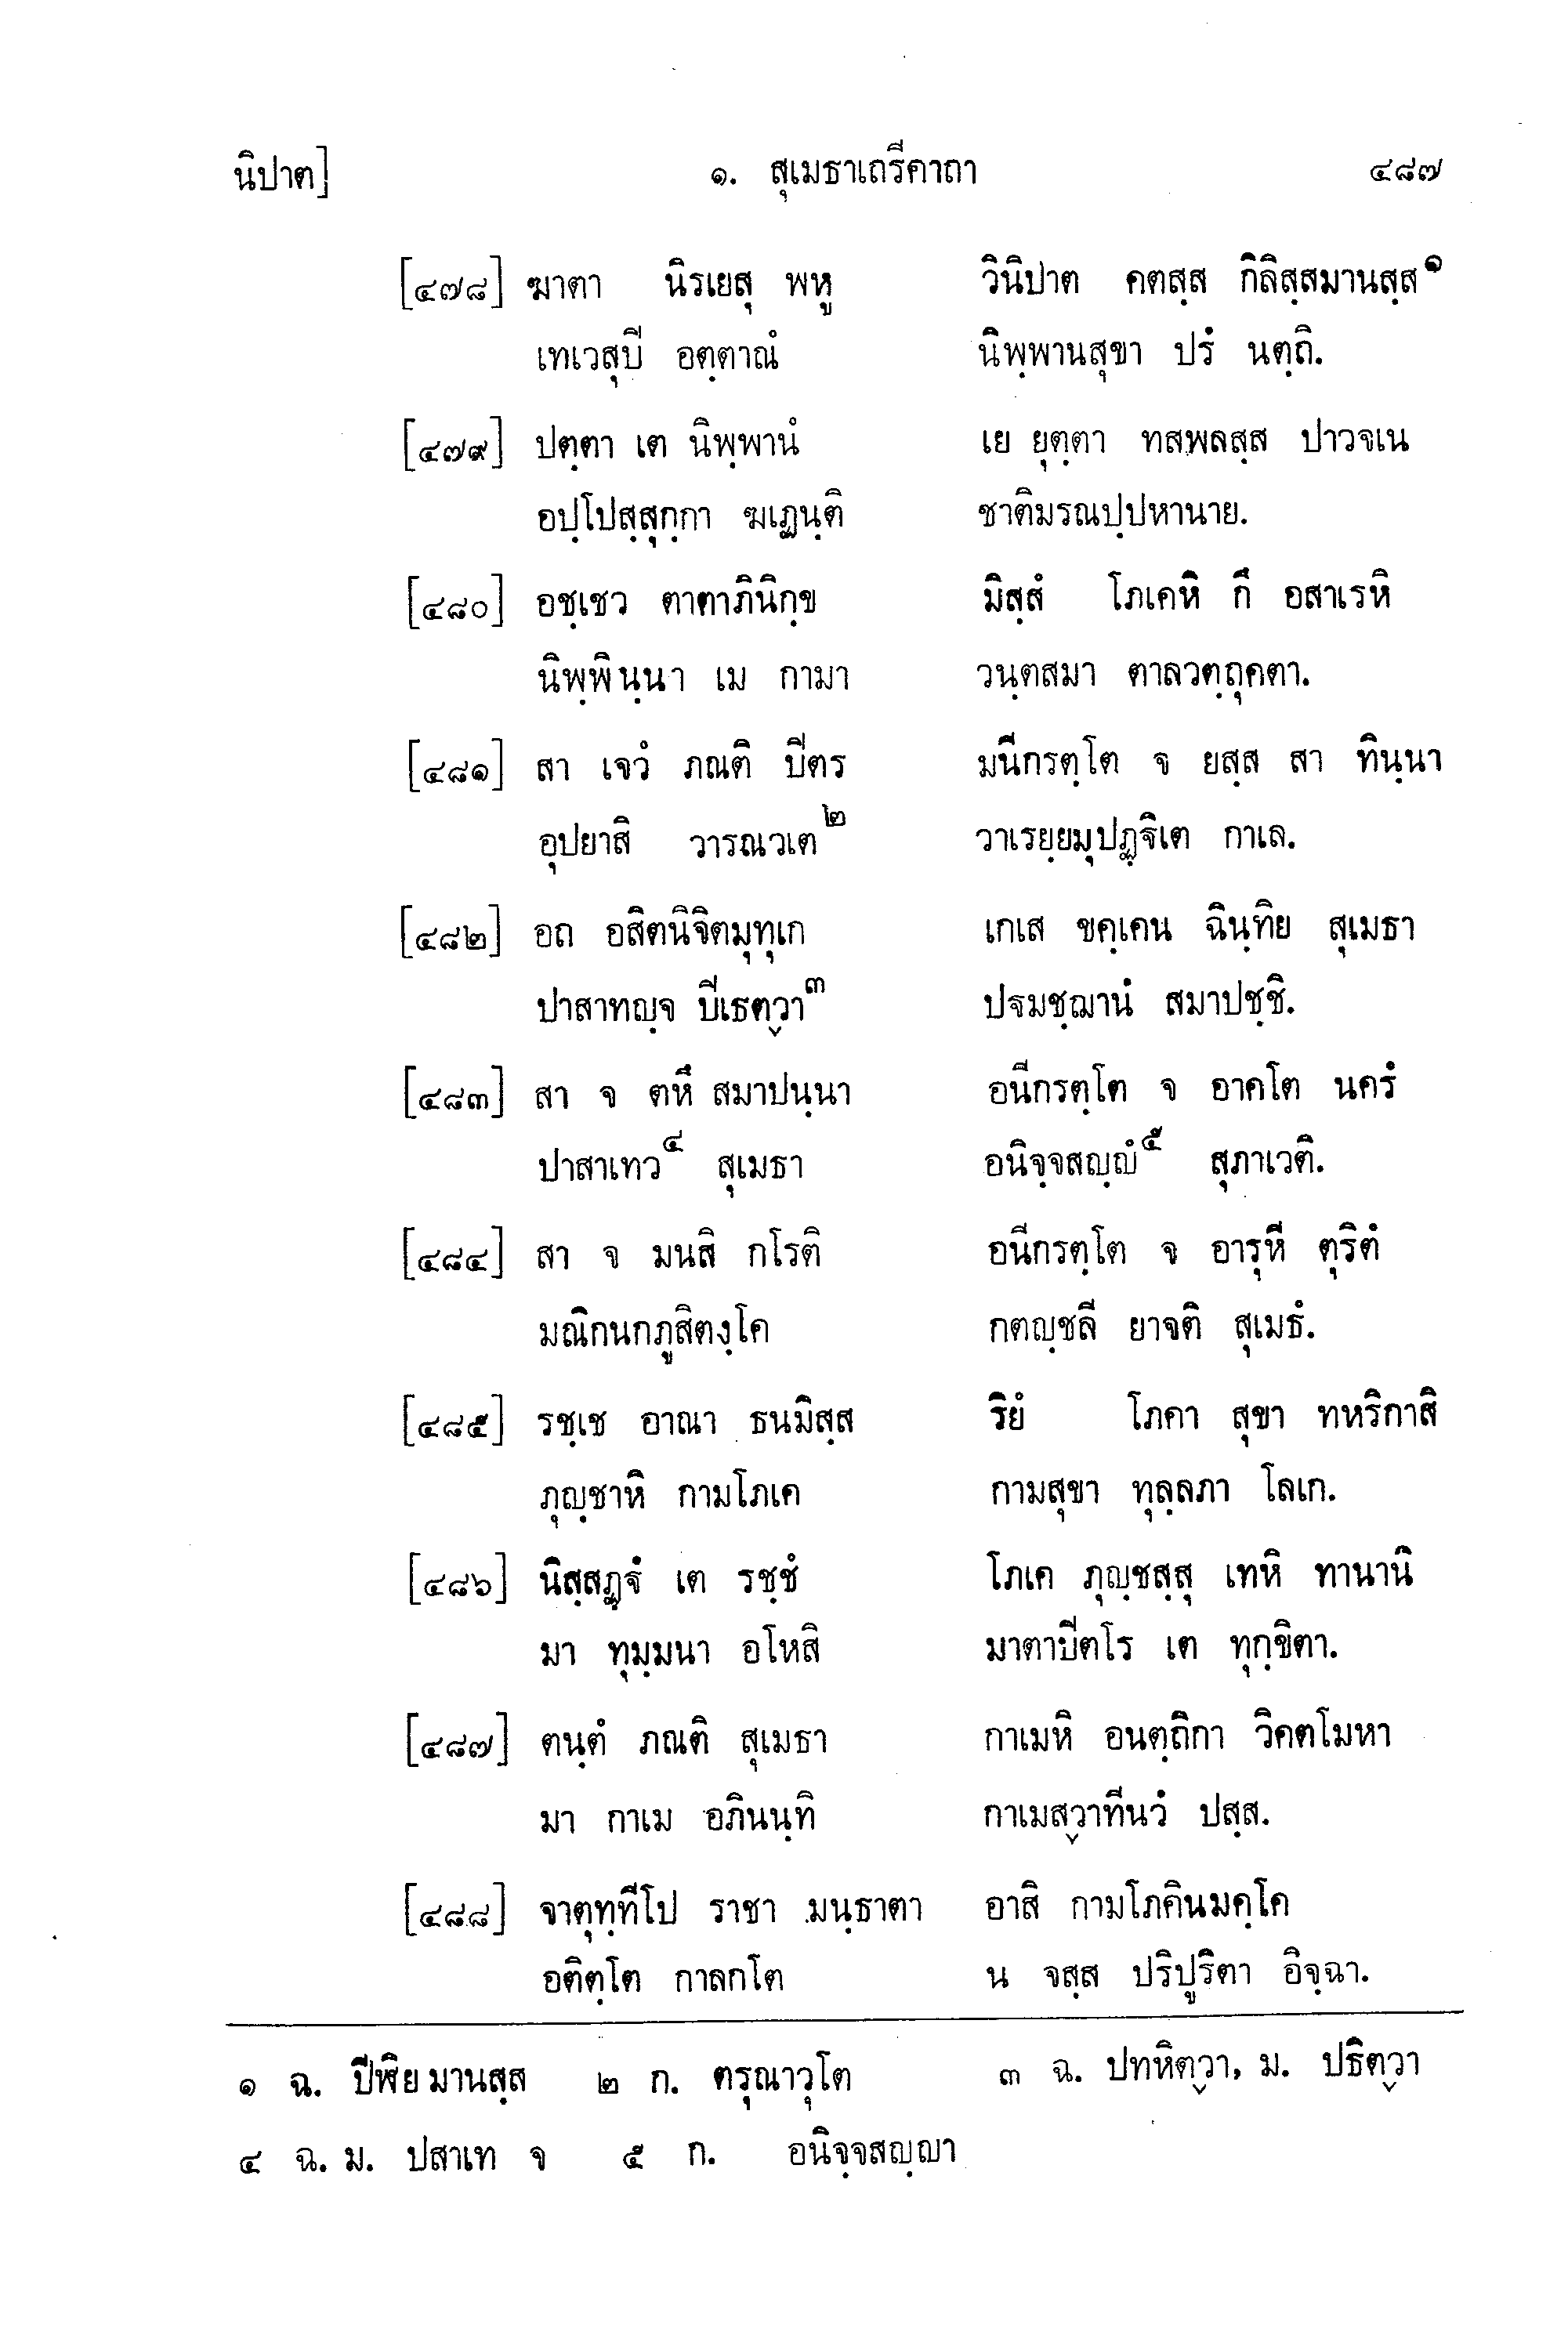 นิปาต] ๑. สุเมธาเถรีคาถา ๔๘๗
[๔๗๘] ฆาตา นิรเยสุ พหู วินิปาต คตสฺส กิลิสฺสมานสฺส๑
เทเวสุปิ อตฺตาณํ นิพฺพานสุขา ปรํ นตฺถิ.
[๔๗๙] ปตฺตา เต นิพฺพานํ เย ยุตฺตา ทสพลสฺส ปาวจเน
อปฺโปสฺสุกฺกา ฆเฏนฺติ ชาติมรณปฺปหานาย.
[๔๘๐] อชฺเชว ตาตาภินิกฺข มิสฺสํ โภเคหิ กึ อสาเรหิ
นิพฺพินฺนา เม กามา วนฺตสมา ตาลวตฺถุคตา.
[๔๘๑] สา เจวํ ภณติ ปิตร มนีกรตฺโต จ ยสฺส สา ทินฺนา
อุปยาสิ วารณวเต๒ วาเรยฺยมุปฏฺฐิเต กาเล.
[๔๘๒] อถ อสิตนิจิตมุทุเก เกเส ขคฺเคน ฉินฺทิย สุเมธา
ปาสาทญฺจ ปิเธตฺวา๓ ปฐมชฺฌานํ สมาปชฺชิ.
[๔๘๓] สา จ ตหึ สมาปนฺนา อนีกรตฺโต จ อาคโต นครํ
ปาสาเทว๔ สุเมธา อนิจฺจสญฺญํ๕ สุภาเวติ.
[๔๘๔] สา จ มนสิ กโรติ อนีกรตฺโต จ อารุหี ตุริตํ
มณิกนกภูสิตงฺโค กตญฺชลี ยาจติ สุเมธํ.
[๔๘๕] รชฺเช อาณา ธนมิสฺส ริยํ โภคา สุขา ทหริกาสิ
ภุญฺชาหิ กามโภเค กามสุขา ทุลฺลภา โลเก.
[๔๘๖] นิสฺสฏฺฐํ เต รชฺชํ โภเค ภุญฺชสฺสุ เทหิ ทานานิ
มา ทุมฺมนา อโหสิ มาตาปิตโร เต ทุกฺขิตา.
[๔๘๗] ตนฺตํ ภณติ สุเมธา กาเมหิ อนตฺถิกา วิคตโมหา
มา กาเม อภินนฺทิ กาเมสฺวาทีนวํ ปสฺส.
[๔๘๘] จาตุทฺทีโป ราชา มนฺธาตา อาสิ กามโภคินมคฺโค
อติตฺโต กาลกโต น จสฺส ปริปูริตา อิจฺฉา.
๑ ฉ. ปีฬิยมานสฺส ๒ ก. ตรุณาวุโต ๓ ฉ. ปทหิตฺวา, ม. ปธิตฺวา
๔ ฉ. ม. ปสาเท จ ๕ ก. อนิจฺจสญฺญา